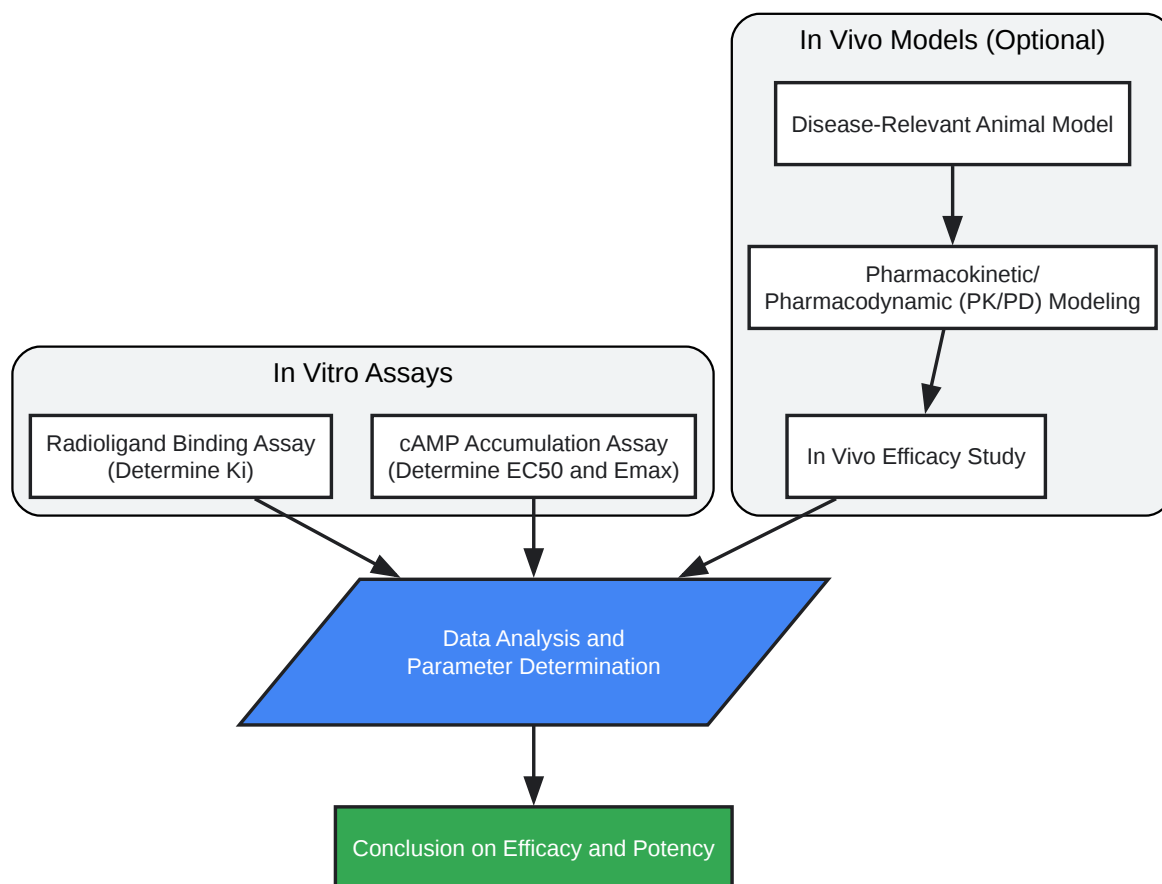 In Vivo Models (Optional)
Disease-Relevant Animal Model
Pharmacokinetic/
Pharmacodynamic (PK/PD) Modeling
In Vivo Efficacy Study
In Vitro Assays
Radioligand Binding Assay
(Determine Ki)
cAMP Accumulation Assay
(Determine EC50 and Emax)
Data Analysis and
Parameter Determination
Conclusion on Efficacy and Potency